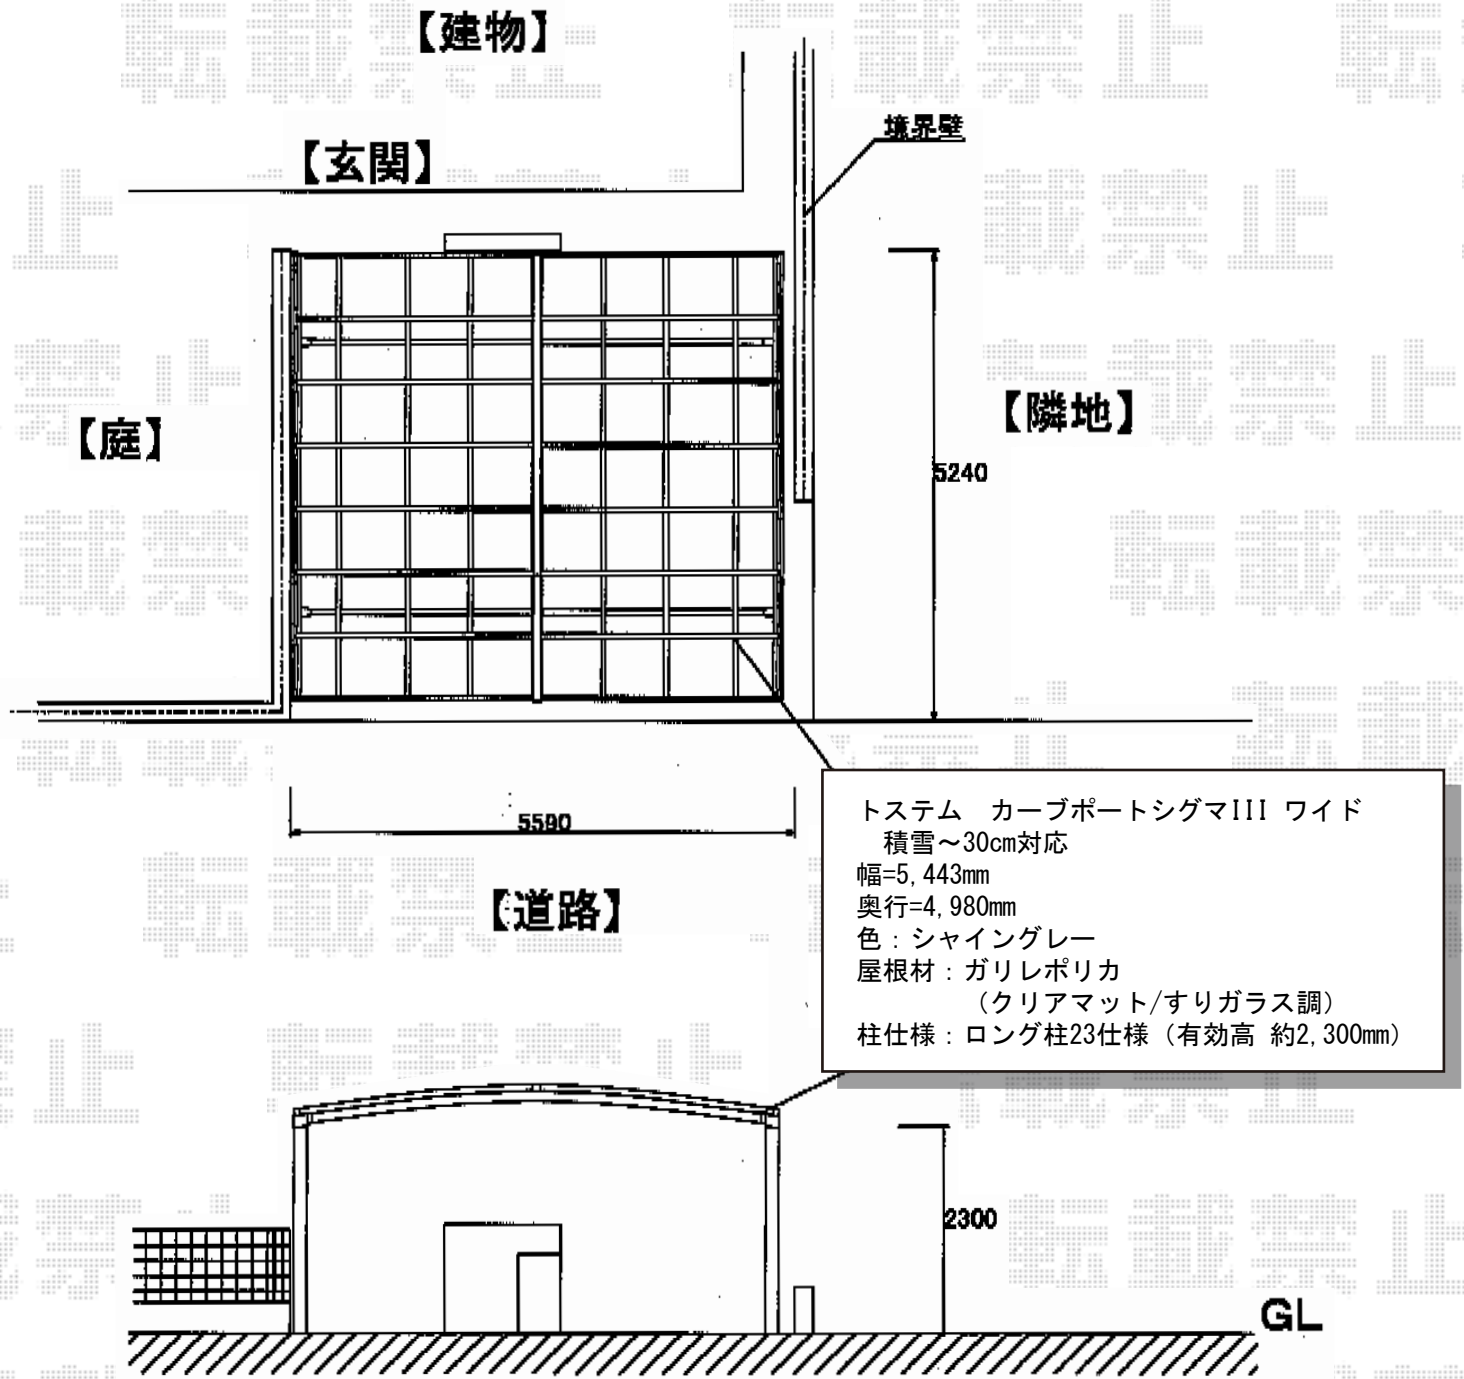 【建物】
境界壁
【玄関】
【庭】
【隣地】
5240
5590
【道路】
トステム　カーブポートシグマIII ワイド
積雪～30cm対応
幅=5,443mm
奥行=4,980mm
色：シャイングレー
屋根材：ガリレポリカ
（クリアマット/すりガラス調）
柱仕様：ロング柱23仕様（有効高 約2,300mm）
2300
GL
転載禁止